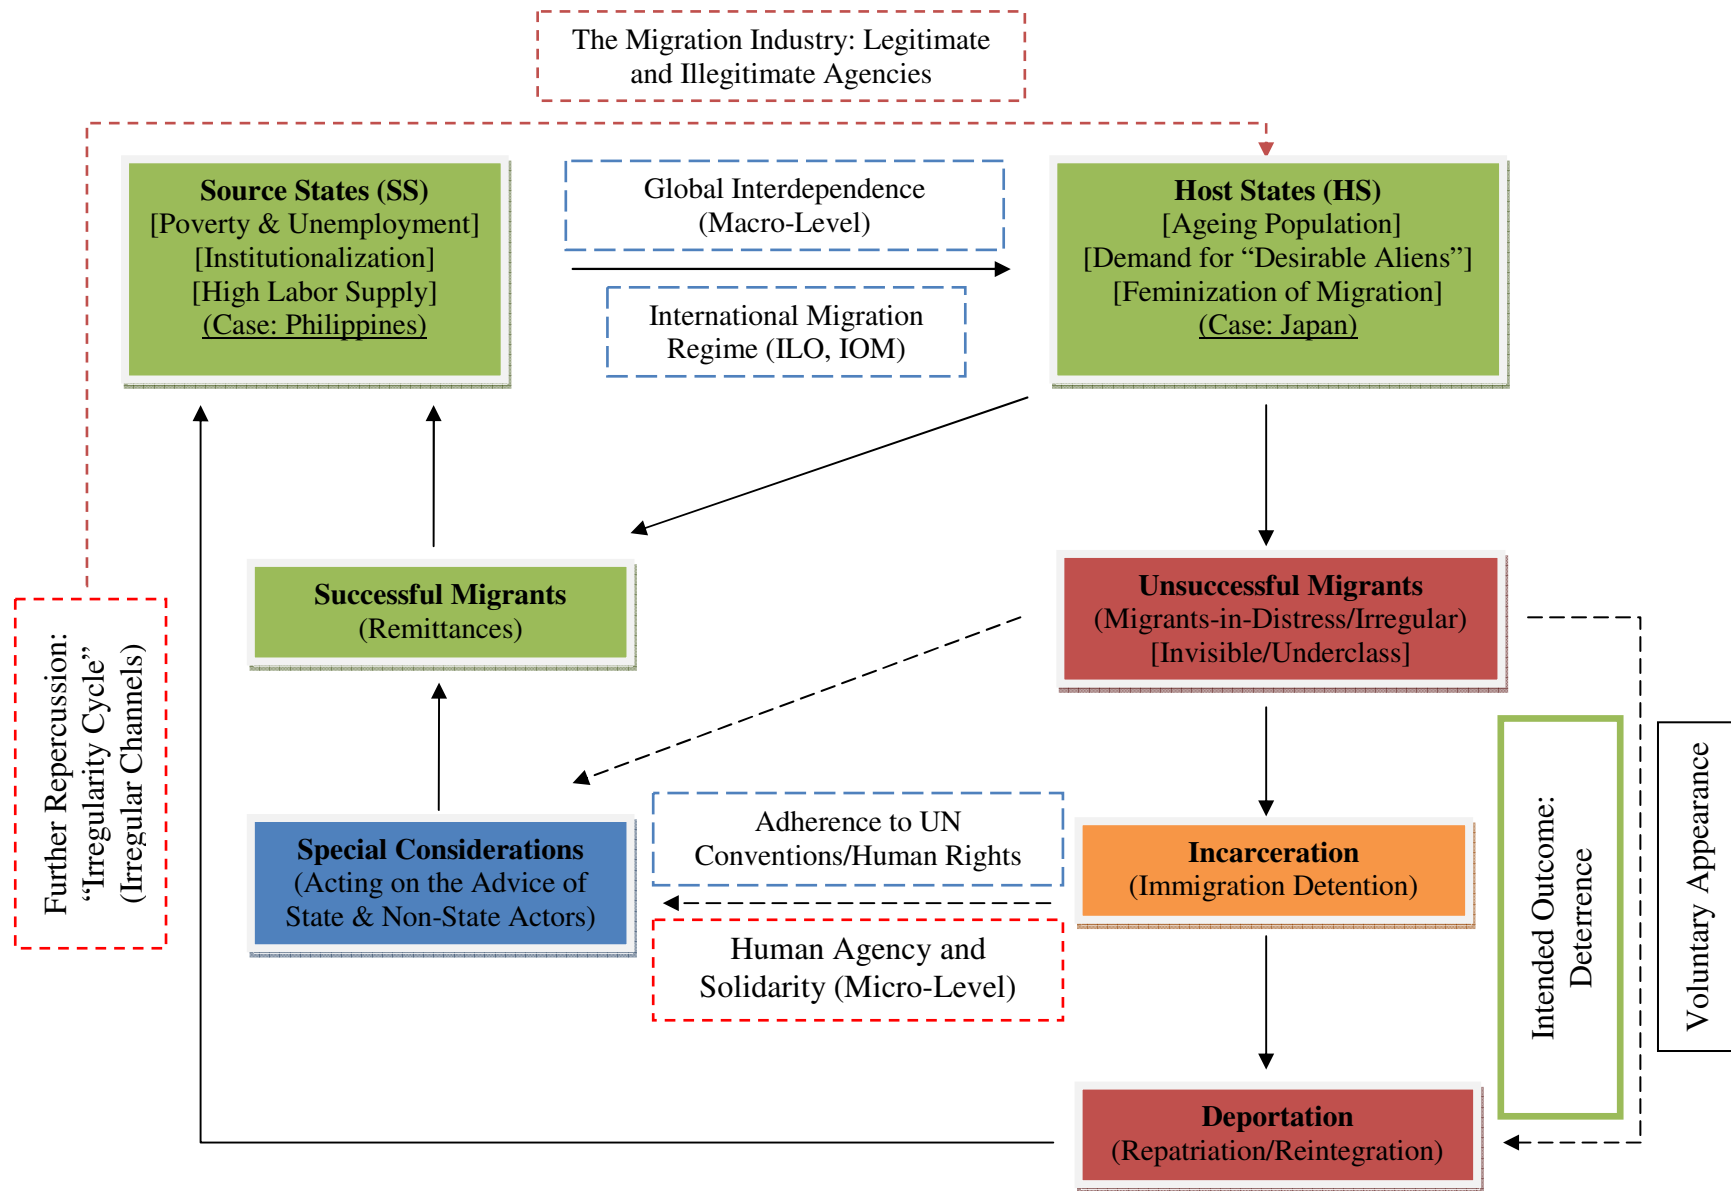 The Migration Industry: Legitimate
and Illegitimate Agencies
Source States (SS)
[Poverty & Unemployment]
[Institutionalization]
[High Labor Supply]
(Case: Philippines)
Global Interdependence
(Macro-Level)
International Migration
Regime (ILO, IOM)
Host States (HS)
[Ageing Population]
[Demand for “Desirable Aliens”]
[Feminization of Migration]
(Case: Japan)
Successful Migrants
(Remittances)
Unsuccessful Migrants
(Migrants-in-Distress/Irregular)
[Invisible/Underclass]
Further Repercussion:
“Irregularity Cycle”
(Irregular Channels)
Special Considerations
(Acting on the Advice of
State & Non-State Actors)
Adherence to UN
Conventions/Human Rights
Human Agency and
Solidarity (Micro-Level)
Incarceration
(Immigration Detention)
Intended Outcome:
Deterrence
Voluntary Appearance
Deportation
(Repatriation/Reintegration)